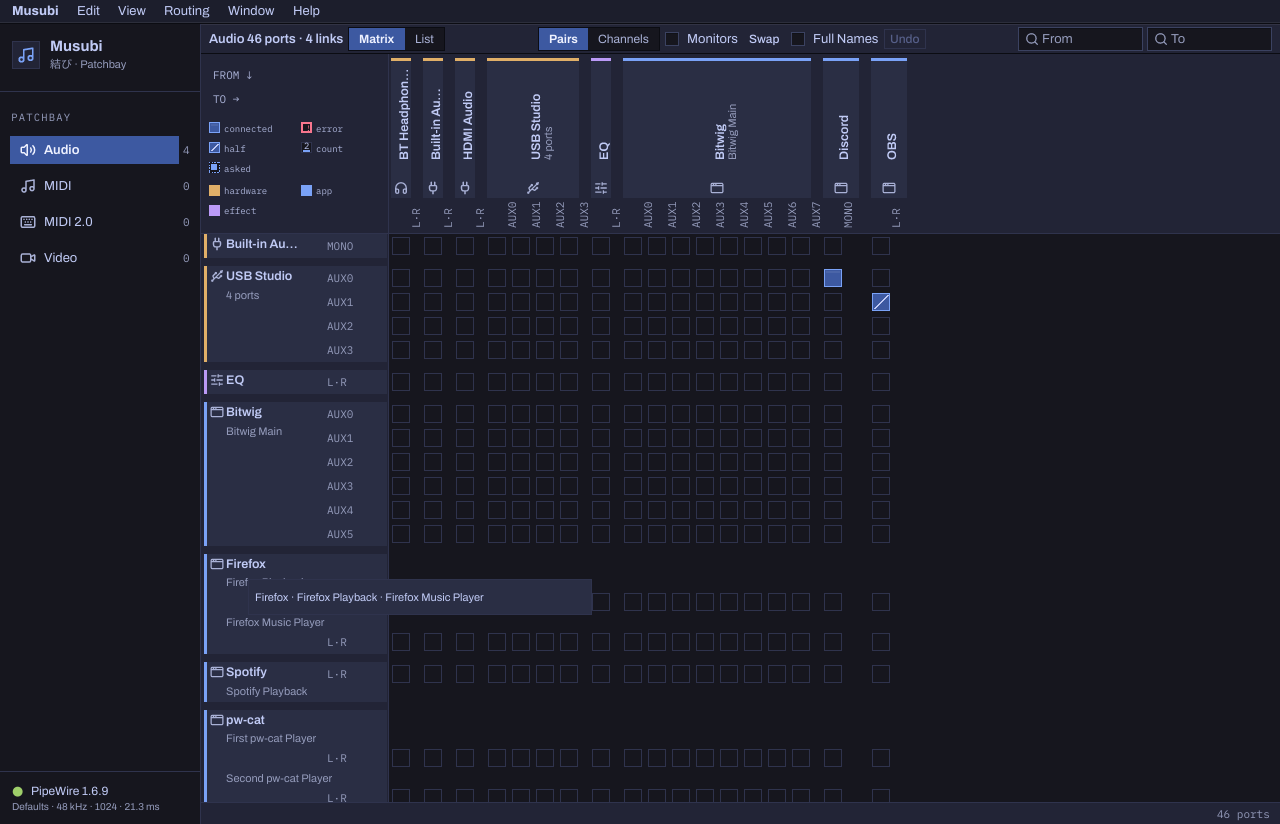 Musubi Edit View Routing Window Help
Musubi
結び · Patchbay
PATCHBAY
Audio 4
MIDI 0
MIDI 2.0 0
Video 0
PipeWire 1.6.9
Defaults · 48 kHz · 1024 · 21.3 ms
Audio 46 ports · 4 links Matrix List Pairs Channels Monitors Swap Full Names Undo From To
FROM ↓
TO →
connected error
half 2 count
asked
hardware app
effect
BT Headphon…
Built-in Au…
HDMI Audio
USB Studio
4 ports
EQ
Bitwig
Bitwig Main
Discord
OBS
L·R L·R L·R AUX0 AUX1 AUX2 AUX3 L·R AUX0 AUX1 AUX2 AUX3 AUX4 AUX5 AUX6 AUX7 MONO L·R
Built-in Au… MONO
USB Studio AUX0
4 ports AUX1
AUX2
AUX3
EQ L·R
Bitwig AUX0
Bitwig Main AUX1
AUX2
AUX3
AUX4
AUX5
Firefox
Firef
Firefox · Firefox Playback · Firefox Music Player
Firefox Music Player
L·R
Spotify L·R
Spotify Playback
pw-cat
First pw-cat Player
L·R
Second pw-cat Player
L·R
46 ports